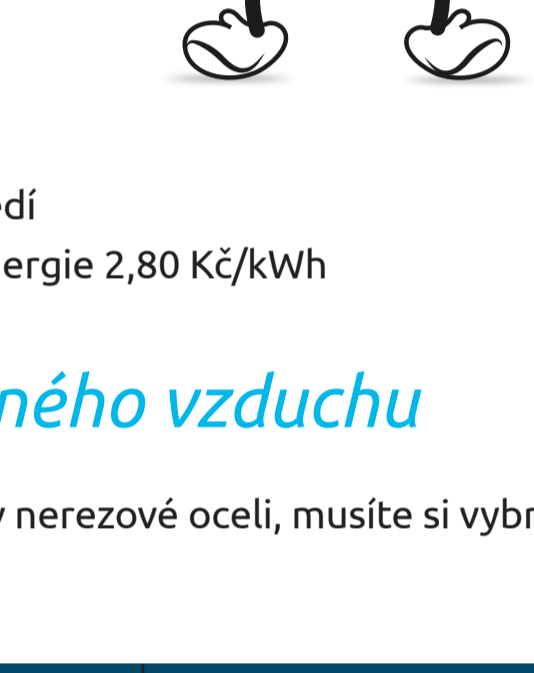 dí
ergie 2,80 Kč/kWh
ného vzduchu
nerezové oceli, musíte si vybr